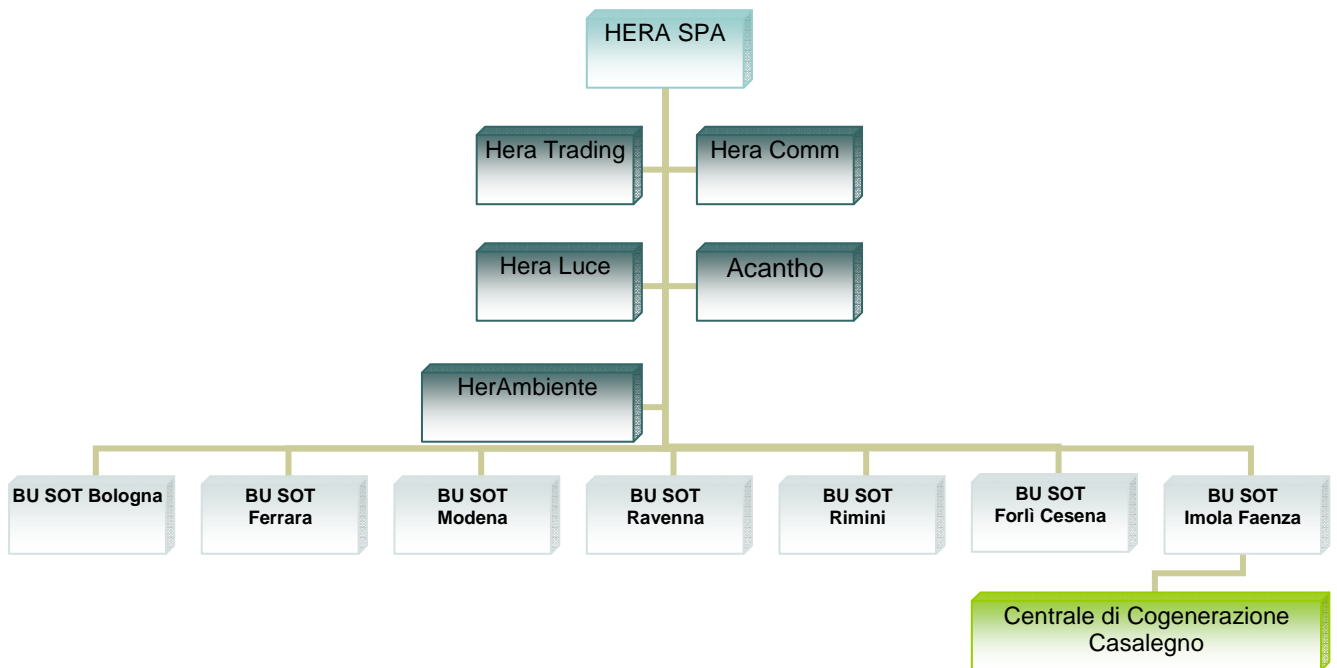 HERA SPA
Hera Trading
Hera Comm
Hera Luce
Acantho
HerAmbiente
BU SOT Bologna
BU SOT
Ferrara
BU SOT
Modena
BU SOT
Ravenna
BU SOT
Rimini
BU SOT
Forlì Cesena
BU SOT
Imola Faenza
Centrale di Cogenerazione
Casalegno